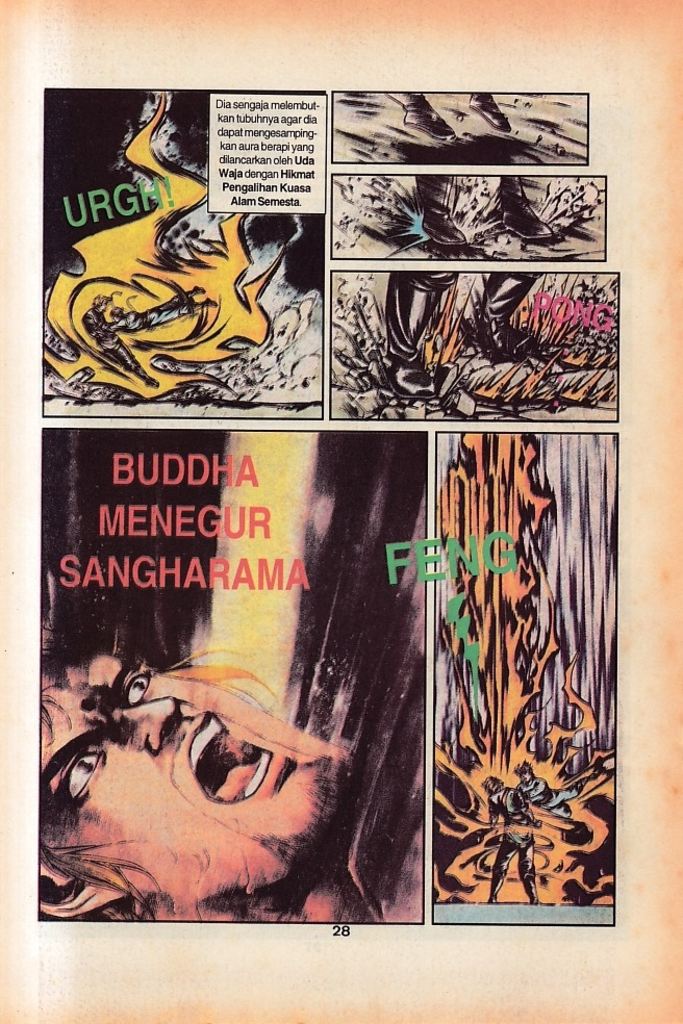 Dia sengaja melembut-
kan tubuhnya agar dia
dapat mengesamping-
kan aura berapi yang
dilancarkan oleh Uda
Waja dengan Hikmat
Pengalihan Kuasa
Alam Semesta.
URGH!
PONG
BUDDHA
MENEGUR
SANGHARAMA
FENG
28